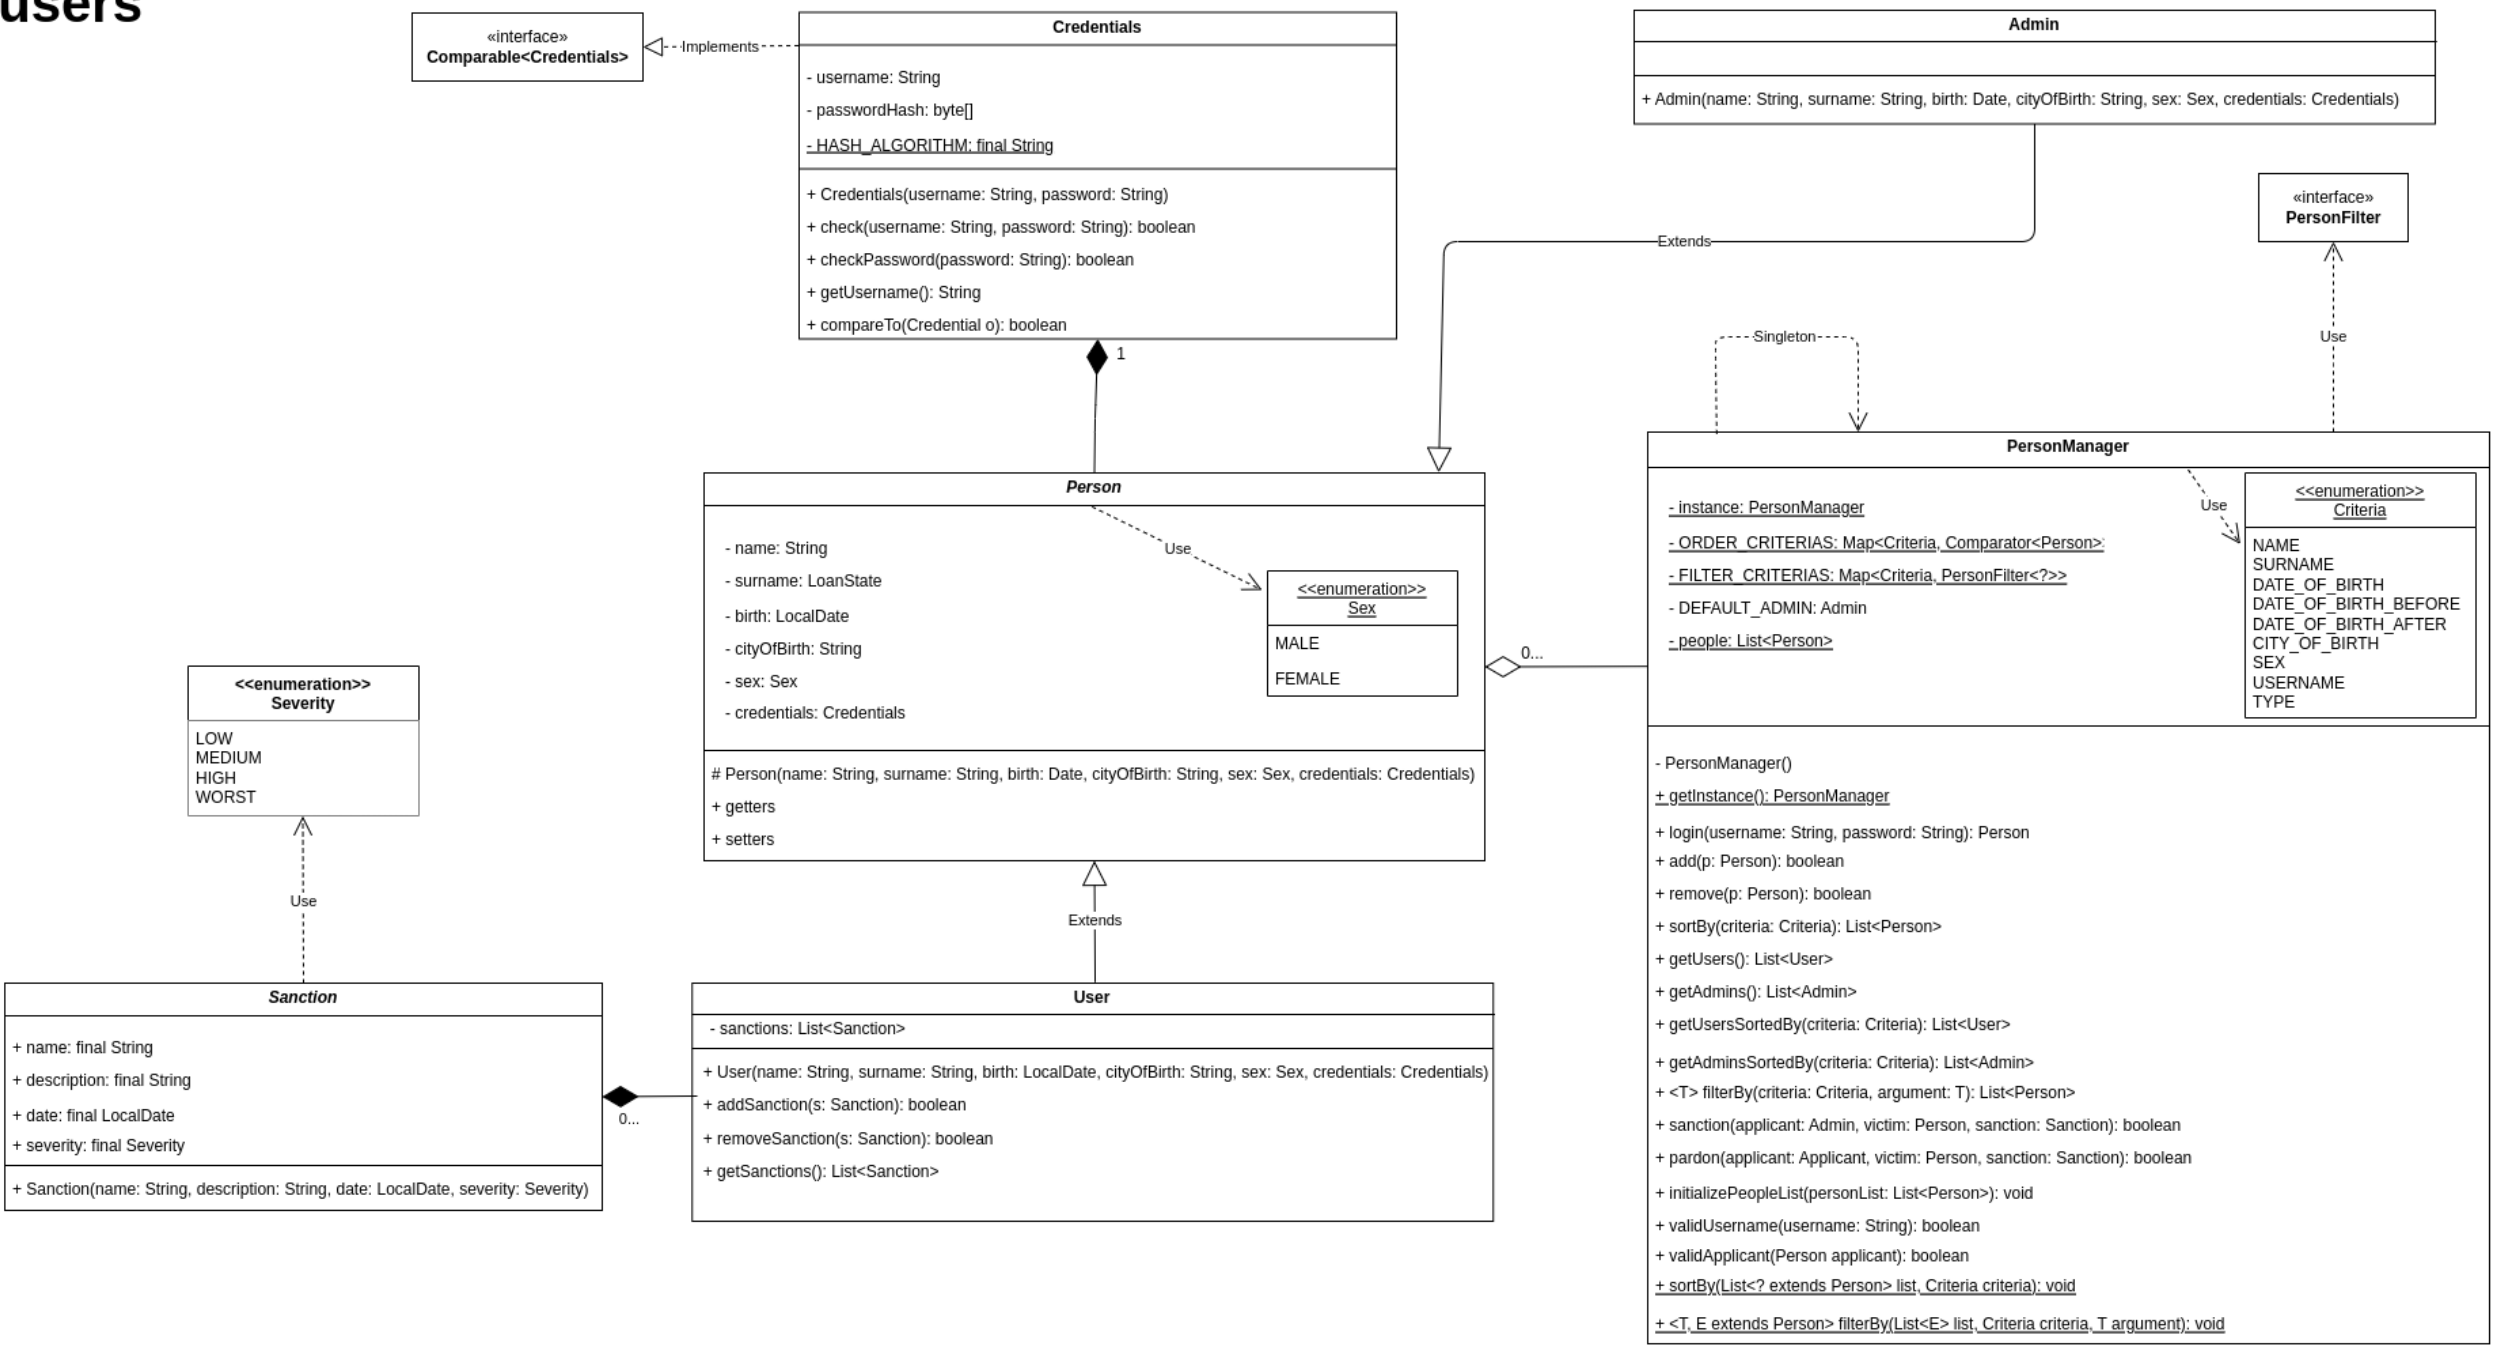 users
«interface»
Comparable<Credentials>
Implements
Credentials
- username: String
- passwordHash: byte[]
- HASH_ALGORITHM: final String
+ Credentials(username: String, password: String)
+ check(username: String, password: String): boolean
+ checkPassword(password: String): boolean
+ getUsername(): String
+ compareTo(Credential o): boolean
1
Admin
+ Admin(name: String, surname: String, birth: Date, cityOfBirth: String, sex: Sex, credentials: Credentials)
Extends
«interface»
PersonFilter
Use
Singleton
Person
- name: String
- surname: LoanState
- birth: LocalDate
- cityOfBirth: String
- sex: Sex
- credentials: Credentials
Use
<<enumeration>>
Sex
MALE
FEMALE
# Person(name: String, surname: String, birth: Date, cityOfBirth: String, sex: Sex, credentials: Credentials)
+ getters
+ setters
0...
PersonManager
- instance: PersonManager
- ORDER_CRITERIAS: Map<Criteria, Comparator<Person>
- FILTER_CRITERIAS: Map<Criteria, PersonFilter<?>>
- DEFAULT_ADMIN: Admin
- people: List<Person>
Use
<<enumeration>>
Criteria
NAME
SURNAME
DATE_OF_BIRTH
DATE_OF_BIRTH_BEFORE
DATE_OF_BIRTH_AFTER
CITY_OF_BIRTH
SEX
USERNAME
TYPE
- PersonManager()
+ getInstance(): PersonManager
+ login(username: String, password: String): Person
+ add(p: Person): boolean
+ remove(p: Person): boolean
+ sortBy(criteria: Criteria): List<Person>
+ getUsers(): List<User>
+ getAdmins(): List<Admin>
+ getUsersSortedBy(criteria: Criteria): List<User>
+ getAdminsSortedBy(criteria: Criteria): List<Admin>
+ <T> filterBy(criteria: Criteria, argument: T): List<Person>
+ sanction(applicant: Admin, victim: Person, sanction: Sanction): boolean
+ pardon(applicant: Applicant, victim: Person, sanction: Sanction): boolean
+ initializePeopleList(personList: List<Person>): void
+ validUsername(username: String): boolean
+ validApplicant(Person applicant): boolean
+ sortBy(List<? extends Person> list, Criteria criteria): void
+ <T, E extends Person> filterBy(List<E> list, Criteria criteria, T argument): void
<<enumeration>>
Severity
LOW
MEDIUM
HIGH
WORST
Use
Sanction
+ name: final String
+ description: final String
+ date: final LocalDate
+ severity: final Severity
+ Sanction(name: String, description: String, date: LocalDate, severity: Severity)
0...
Extends
User
- sanctions: List<Sanction>
+ User(name: String, surname: String, birth: LocalDate, cityOfBirth: String, sex: Sex, credentials: Credentials)
+ addSanction(s: Sanction): boolean
+ removeSanction(s: Sanction): boolean
+ getSanctions(): List<Sanction>